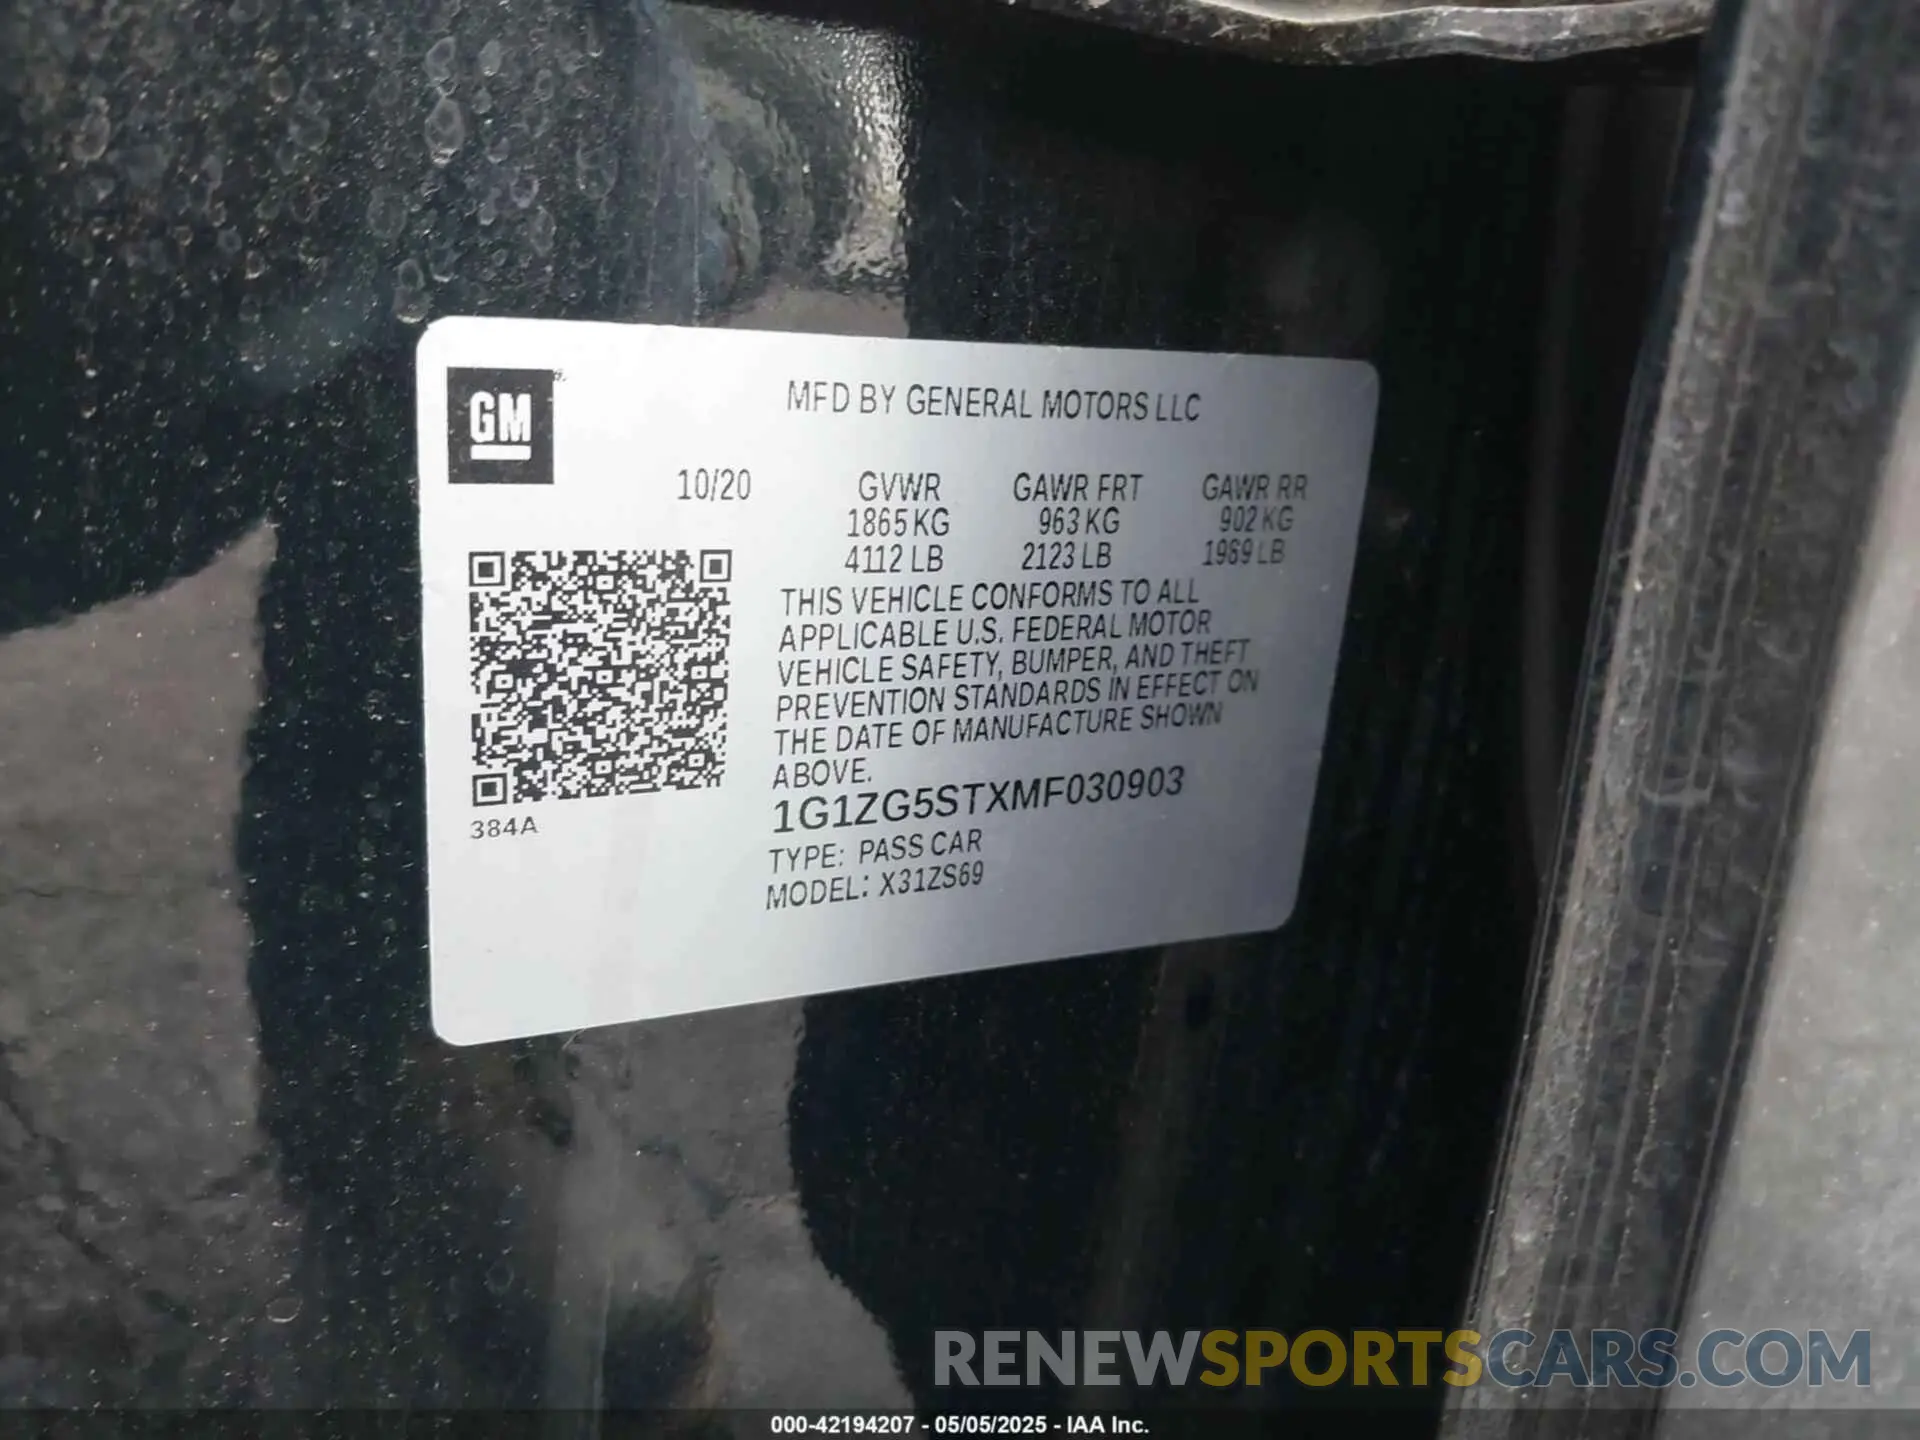 GM
MFD BY GENERAL MOTORS LLC
10/20 GVWR GAWR FRT GAWR RR
1865 KG 963 KG 902 KG
4112 LB 2123 LB 1989 LB
THIS VEHICLE CONFORMS TO ALL
APPLICABLE U.S. FEDERAL MOTOR
VEHICLE SAFETY, BUMPER, AND THEFT
PREVENTION STANDARDS IN EFFECT ON
THE DATE OF MANUFACTURE SHOWN
ABOVE.
1G1ZG5STXMF030903
384A
TYPE: PASS CAR
MODEL: X31ZS69
RENEWSPORTSCARS.COM
000-42194207 - 05/05/2025 - IAA Inc.